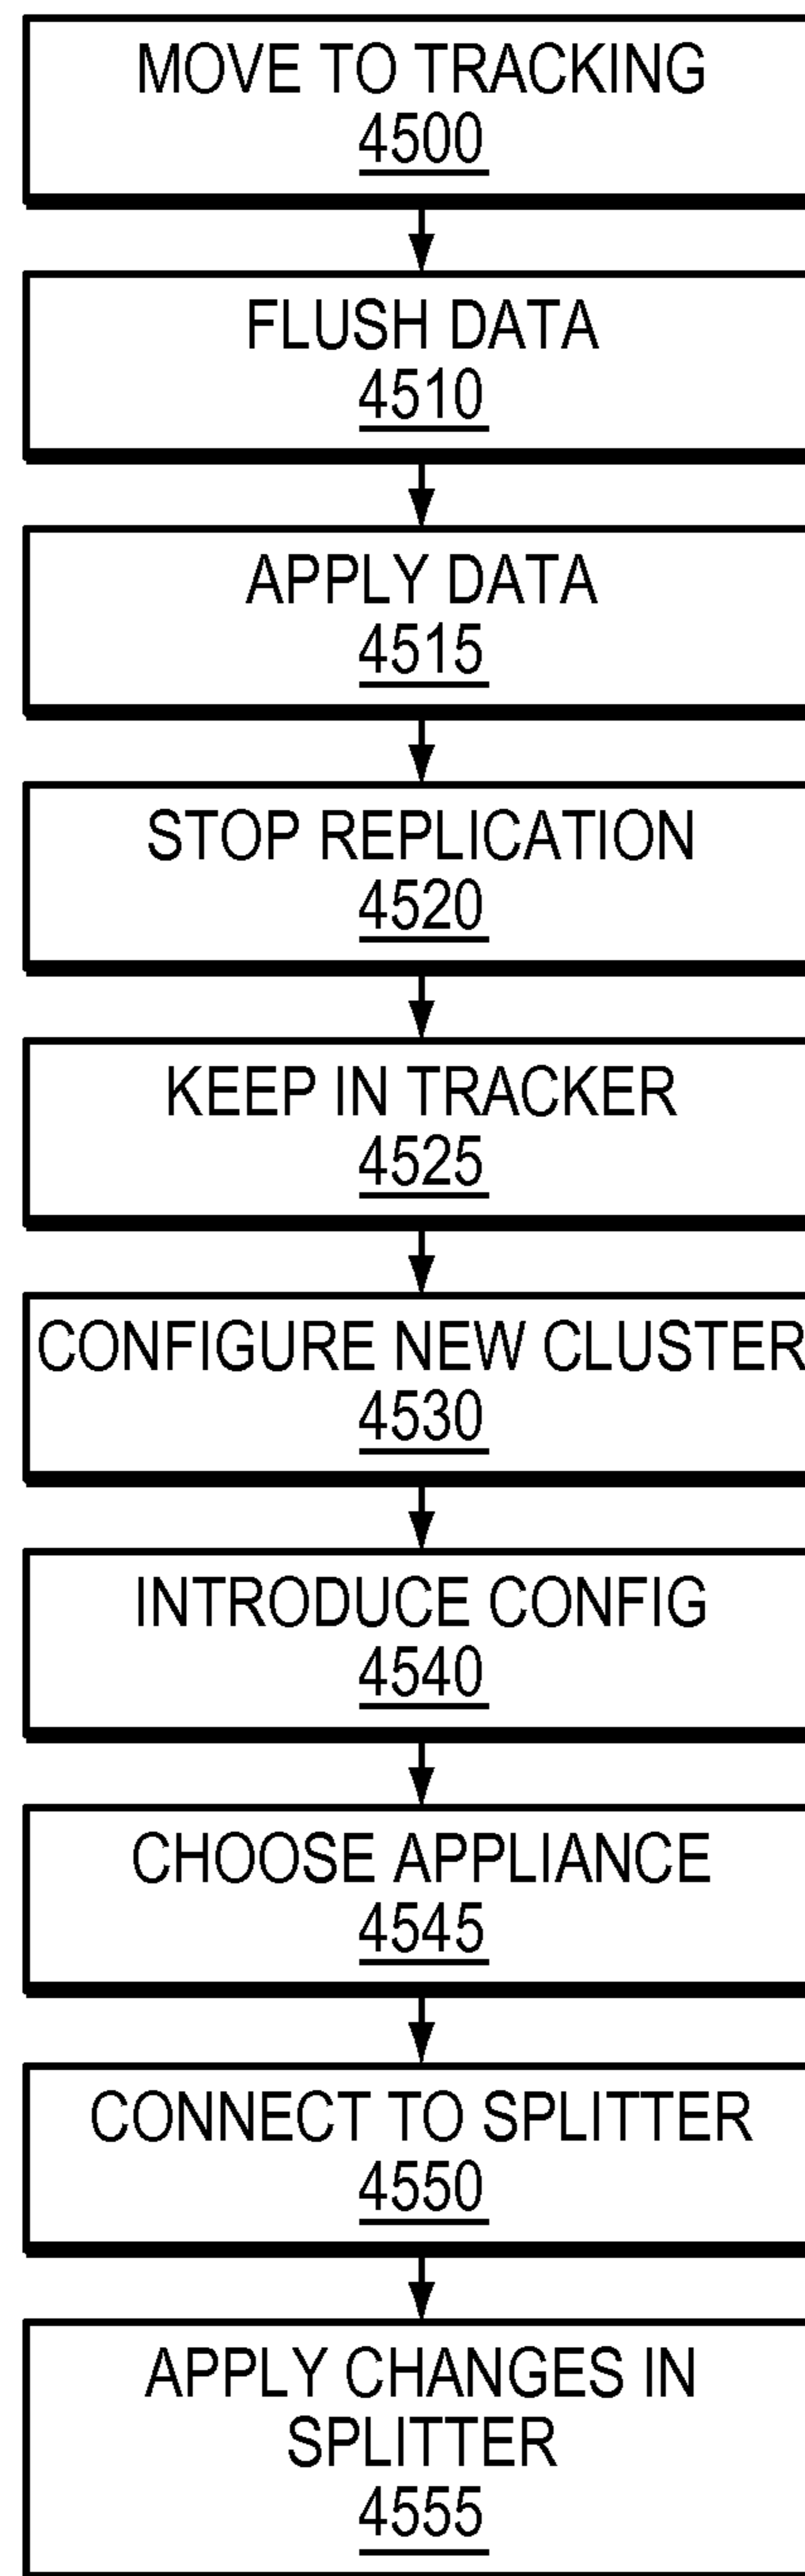 MOVE TO TRACKING
4500
FLUSH DATA
4510
APPLY DATA
4515
STOP REPLICATION
4520
KEEP IN TRACKER
4525
CONFIGURE NEW CLUSTER
4530
INTRODUCE CONFIG
4540
CHOOSE APPLIANCE
4545
CONNECT TO SPLITTER
4550
APPLY CHANGES IN
SPLITTER
4555